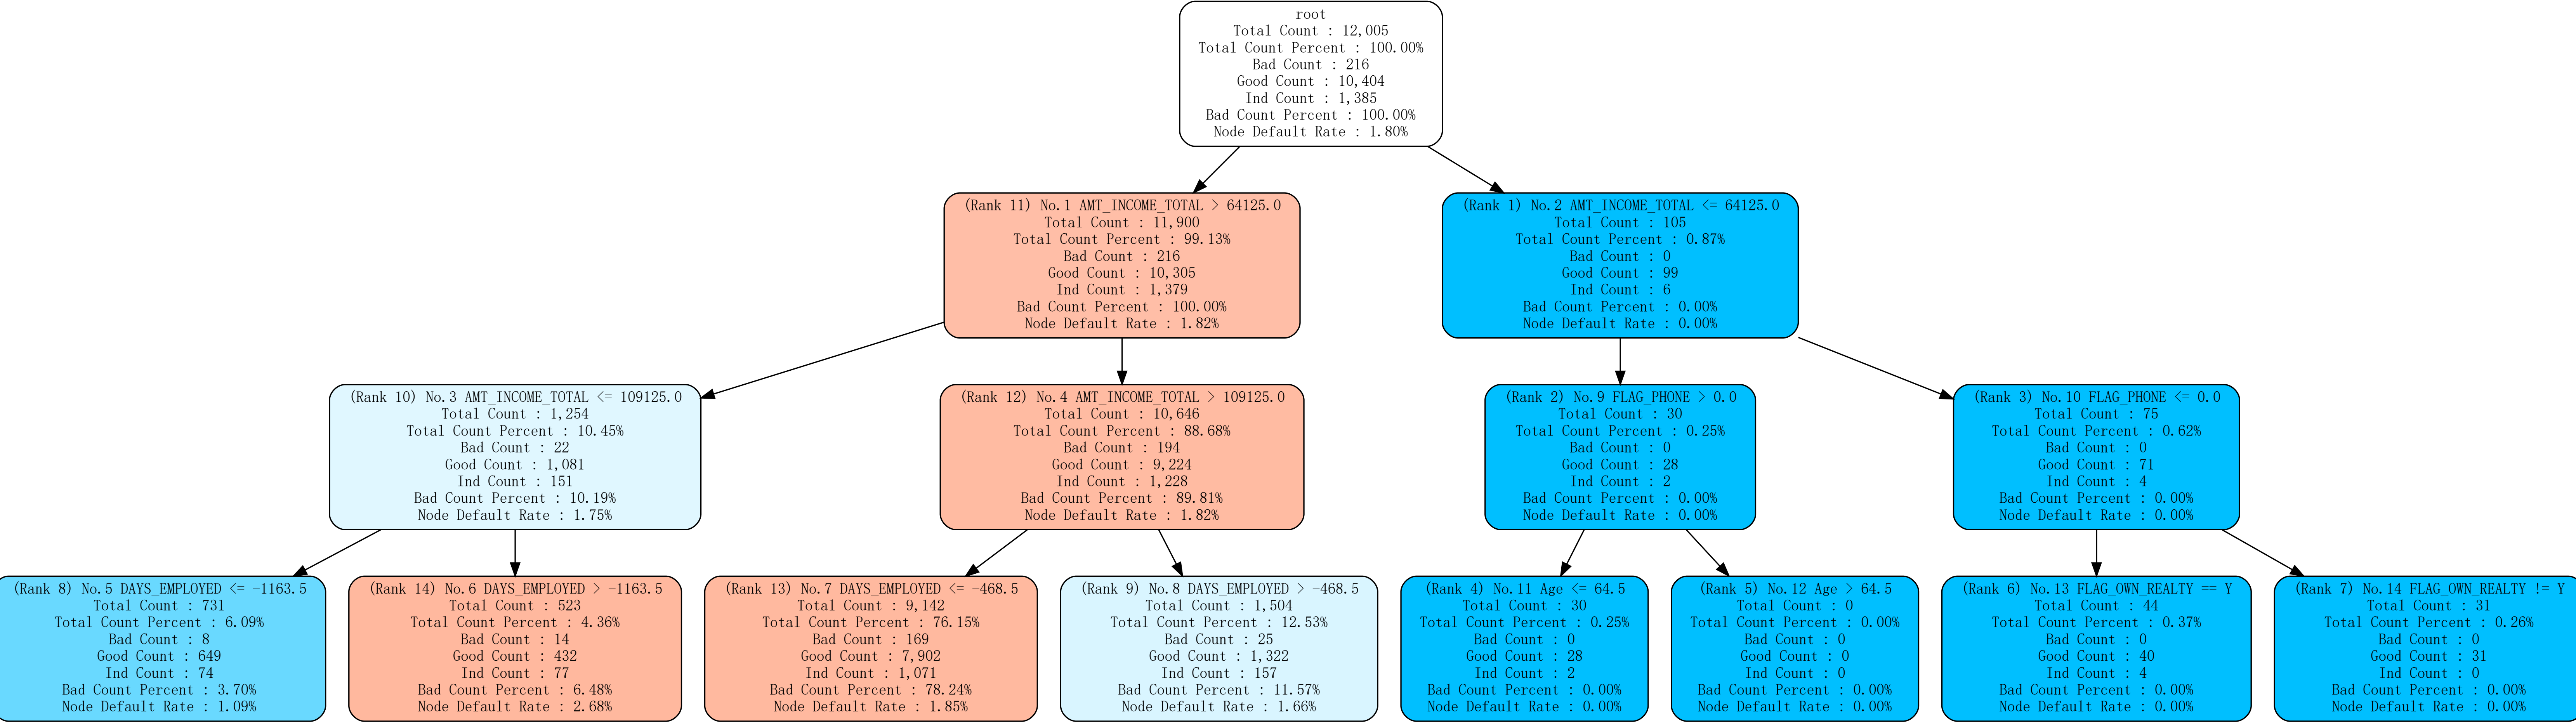 root
Total Count : 12,005
Total Count Percent : 100.00%
Bad Count : 216
Good Count : 10,404
Ind Count : 1,385
Bad Count Percent : 100.00%
Node Default Rate : 1.80%
(Rank 11) No.1 AMT_INCOME_TOTAL > 64125.0
Total Count : 11,900
Total Count Percent : 99.13%
Bad Count : 216
Good Count : 10,305
Ind Count : 1,379
Bad Count Percent : 100.00%
Node Default Rate : 1.82%
(Rank 1) No.2 AMT_INCOME_TOTAL <= 64125.0
Total Count : 105
Total Count Percent : 0.87%
Bad Count : 0
Good Count : 99
Ind Count : 6
Bad Count Percent : 0.00%
Node Default Rate : 0.00%
(Rank 10) No.3 AMT_INCOME_TOTAL <= 109125.0
Total Count : 1,254
Total Count Percent : 10.45%
Bad Count : 22
Good Count : 1,081
Ind Count : 151
Bad Count Percent : 10.19%
Node Default Rate : 1.75%
(Rank 12) No.4 AMT_INCOME_TOTAL > 109125.0
Total Count : 10,646
Total Count Percent : 88.68%
Bad Count : 194
Good Count : 9,224
Ind Count : 1,228
Bad Count Percent : 89.81%
Node Default Rate : 1.82%
(Rank 2) No.9 FLAG_PHONE > 0.0
Total Count : 30
Total Count Percent : 0.25%
Bad Count : 0
Good Count : 28
Ind Count : 2
Bad Count Percent : 0.00%
Node Default Rate : 0.00%
(Rank 3) No.10 FLAG_PHONE <= 0.0
Total Count : 75
Total Count Percent : 0.62%
Bad Count : 0
Good Count : 71
Ind Count : 4
Bad Count Percent : 0.00%
Node Default Rate : 0.00%
(Rank 8) No.5 DAYS_EMPLOYED <= -1163.5
Total Count : 731
Total Count Percent : 6.09%
Bad Count : 8
Good Count : 649
Ind Count : 74
Bad Count Percent : 3.70%
Node Default Rate : 1.09%
(Rank 14) No.6 DAYS_EMPLOYED > -1163.5
Total Count : 523
Total Count Percent : 4.36%
Bad Count : 14
Good Count : 432
Ind Count : 77
Bad Count Percent : 6.48%
Node Default Rate : 2.68%
(Rank 13) No.7 DAYS_EMPLOYED <= -468.5
Total Count : 9,142
Total Count Percent : 76.15%
Bad Count : 169
Good Count : 7,902
Ind Count : 1,071
Bad Count Percent : 78.24%
Node Default Rate : 1.85%
(Rank 9) No.8 DAYS_EMPLOYED > -468.5
Total Count : 1,504
Total Count Percent : 12.53%
Bad Count : 25
Good Count : 1,322
Ind Count : 157
Bad Count Percent : 11.57%
Node Default Rate : 1.66%
(Rank 4) No.11 Age <= 64.5
Total Count : 30
Total Count Percent : 0.25%
Bad Count : 0
Good Count : 28
Ind Count : 2
Bad Count Percent : 0.00%
Node Default Rate : 0.00%
(Rank 5) No.12 Age > 64.5
Total Count : 0
Total Count Percent : 0.00%
Bad Count : 0
Good Count : 0
Ind Count : 0
Bad Count Percent : 0.00%
Node Default Rate : 0.00%
(Rank 6) No.13 FLAG_OWN_REALTY == Y
Total Count : 44
Total Count Percent : 0.37%
Bad Count : 0
Good Count : 40
Ind Count : 4
Bad Count Percent : 0.00%
Node Default Rate : 0.00%
(Rank 7) No.14 FLAG_OWN_REALTY != Y
Total Count : 31
Total Count Percent : 0.26%
Bad Count : 0
Good Count : 31
Ind Count : 0
Bad Count Percent : 0.00%
Node Default Rate : 0.00%